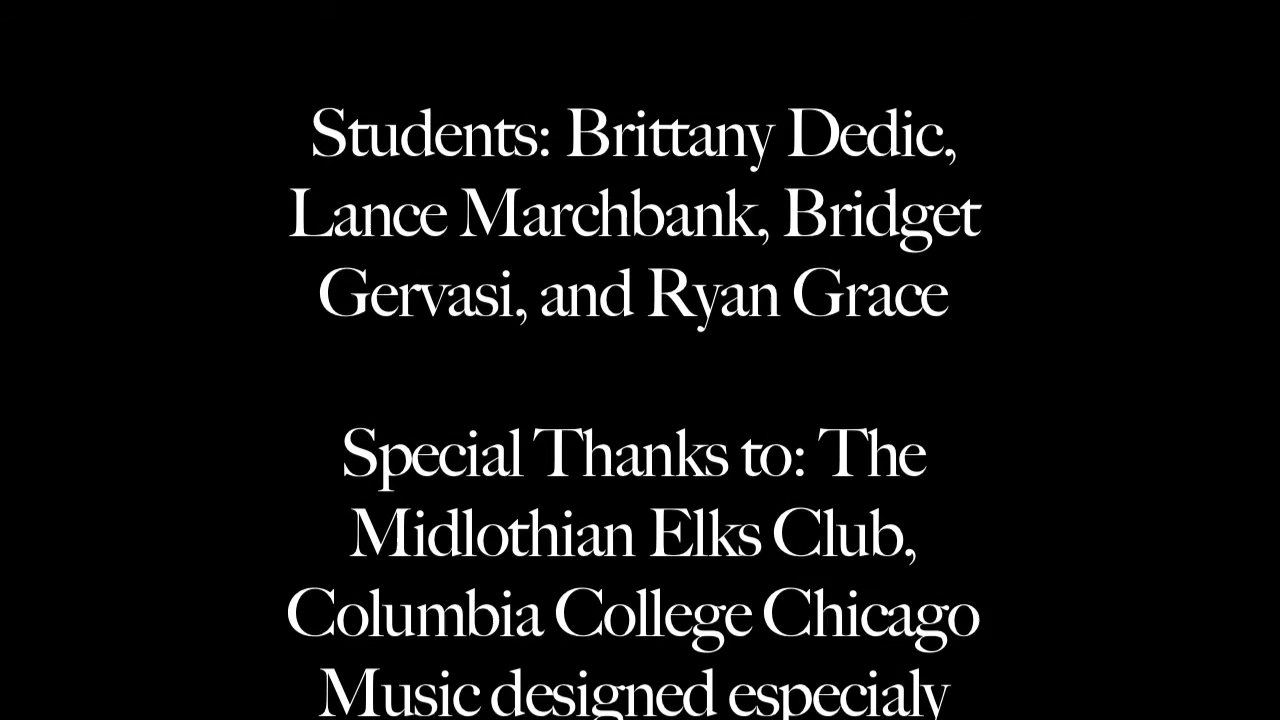 Students: Brittany Dedic,
Lance Marchbank, Bridget
Gervasi, and Ryan Grace
Special Thanks to: The
Midlothian Elks Club,
Columbia College Chicago
Music designed especialy